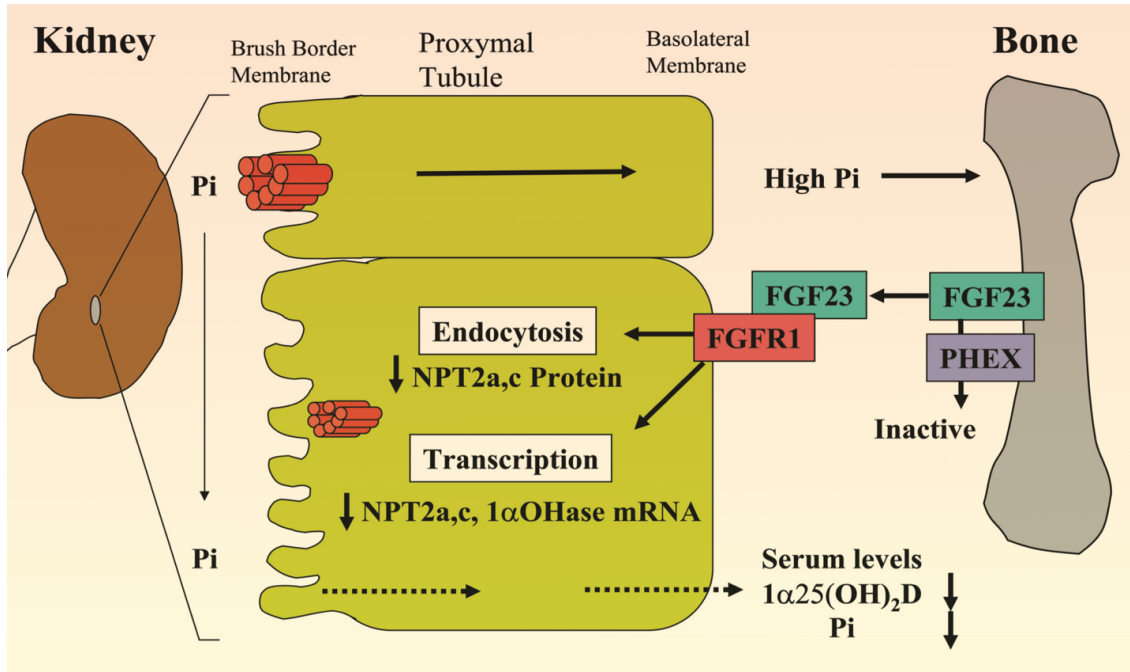 Kidney
Brush Border
Membrane
Proxymal
Tubule
Basolateral
Membrane
Bone
Pi
High Pi
FGF23
FGF23
FGFR1
PHEX
Inactive
Endocytosis
NPT2a,c Protein
Transcription
NPT2a,c, 1αOHase mRNA
Pi
Serum levels
1α25(OH)₂D
Pi